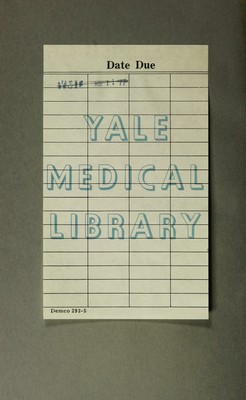 Date Due
YALE
MEDICAL
LIBRARY
Demco 293-5